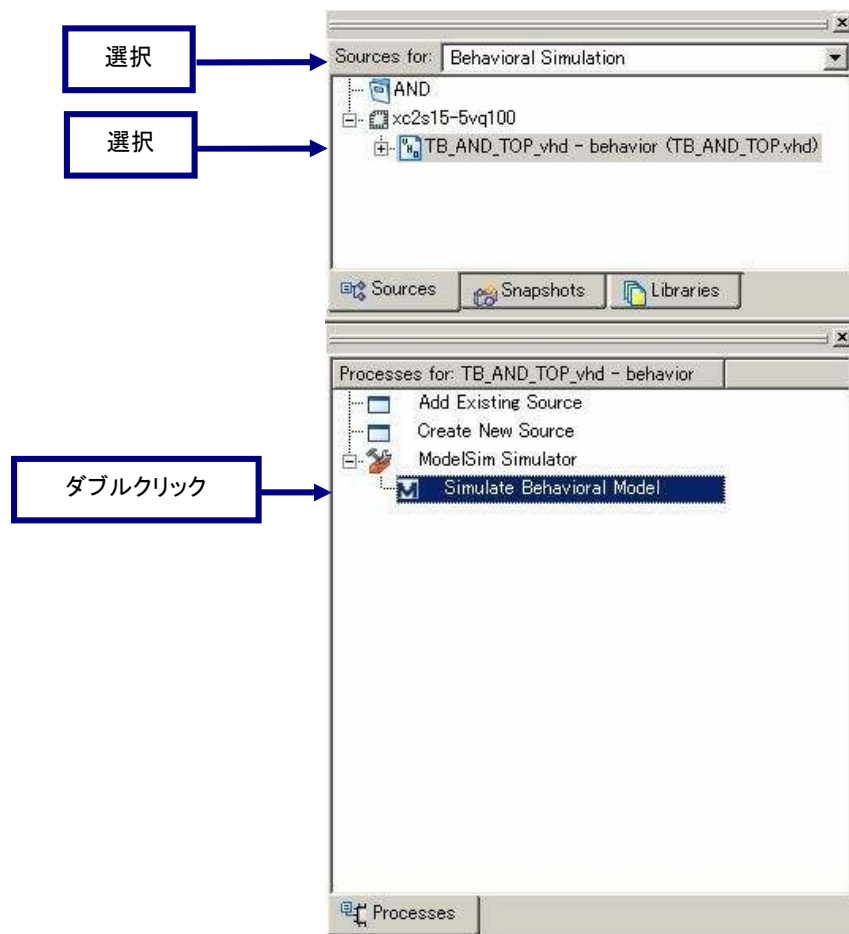 選択
Sources for: Behavioral Simulation
AND
xc2s15-5vq100
選択
TB_AND_TOP_vhd - behavior (TB_AND_TOP.vhd)
Sources
Snapshots
Libraries
Processes for: TB_AND_TOP_vhd - behavior
Add Existing Source
Create New Source
ModelSim Simulator
ダブルクリック
Simulate Behavioral Model
Processes